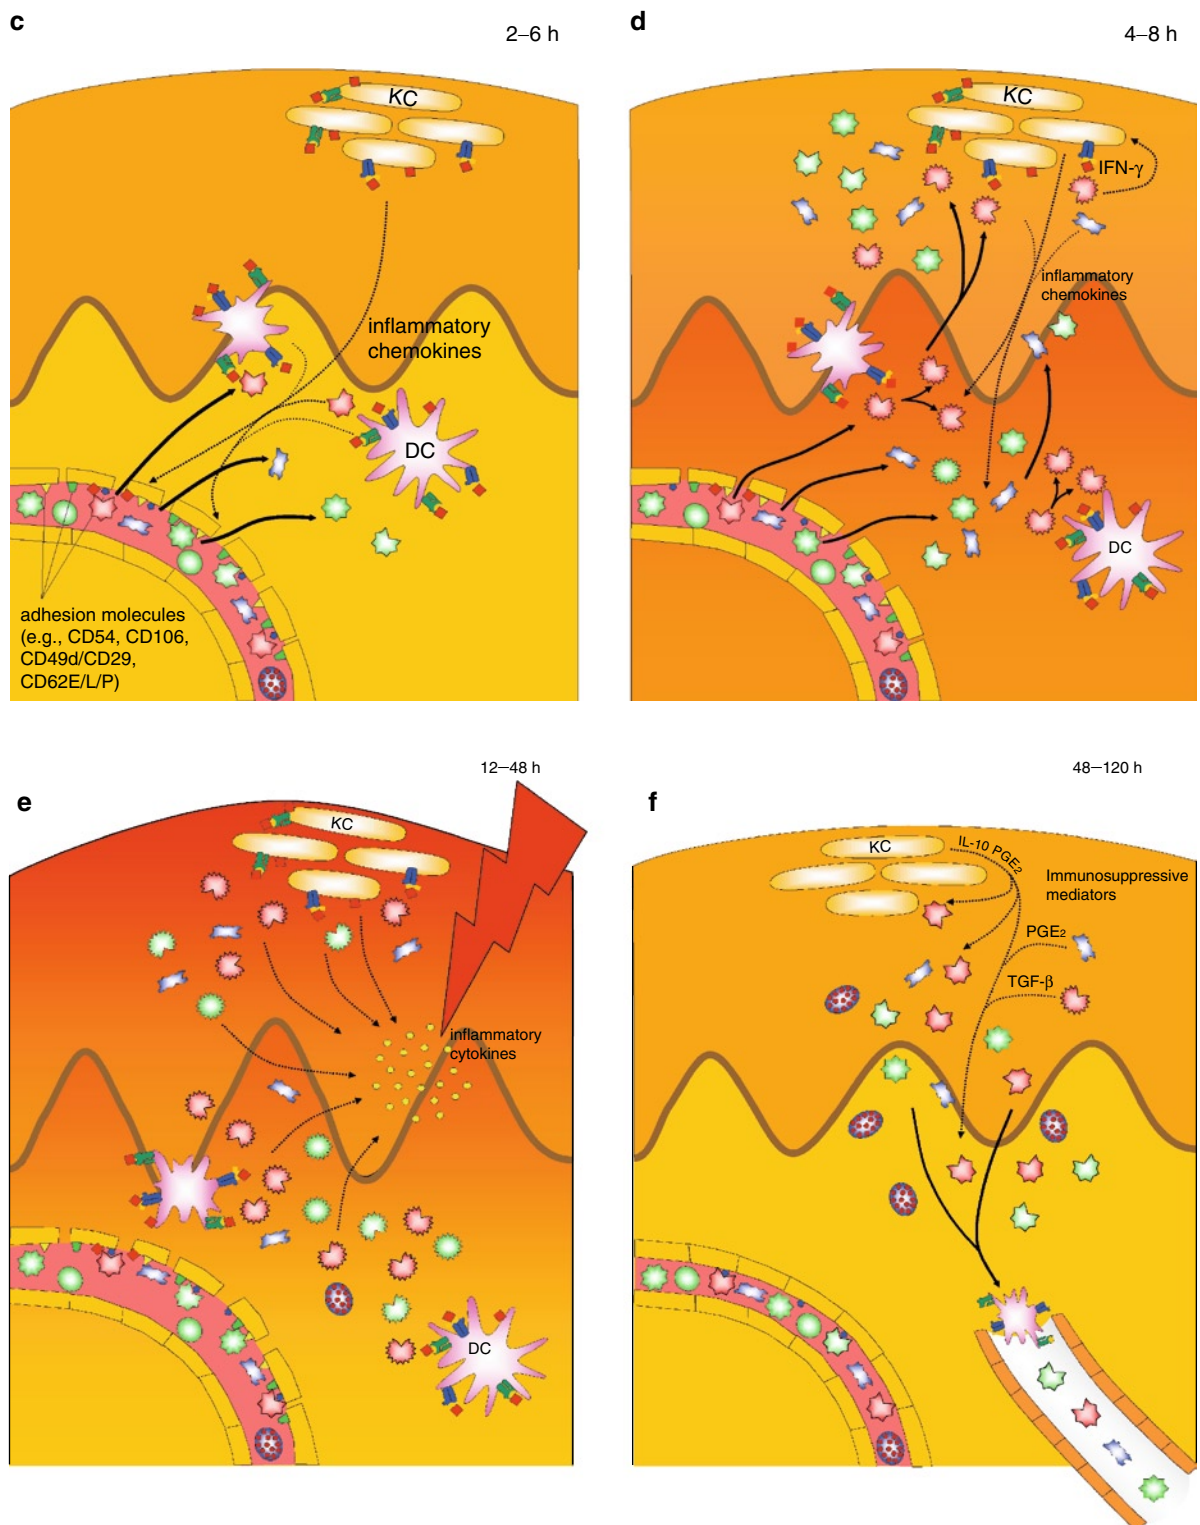 c
2–6 h
KC
inflammatory
chemokines
DC
adhesion molecules
(e.g., CD54, CD106,
CD49d/CD29,
CD62E/L/P)
d
4–8 h
KC
IFN-γ
inflammatory
chemokines
DC
e
12–48 h
KC
inflammatory
cytokines
DC
f
48–120 h
KC
IL-10 PGE2
Immunosuppressive
mediators
PGE2
TGF-β